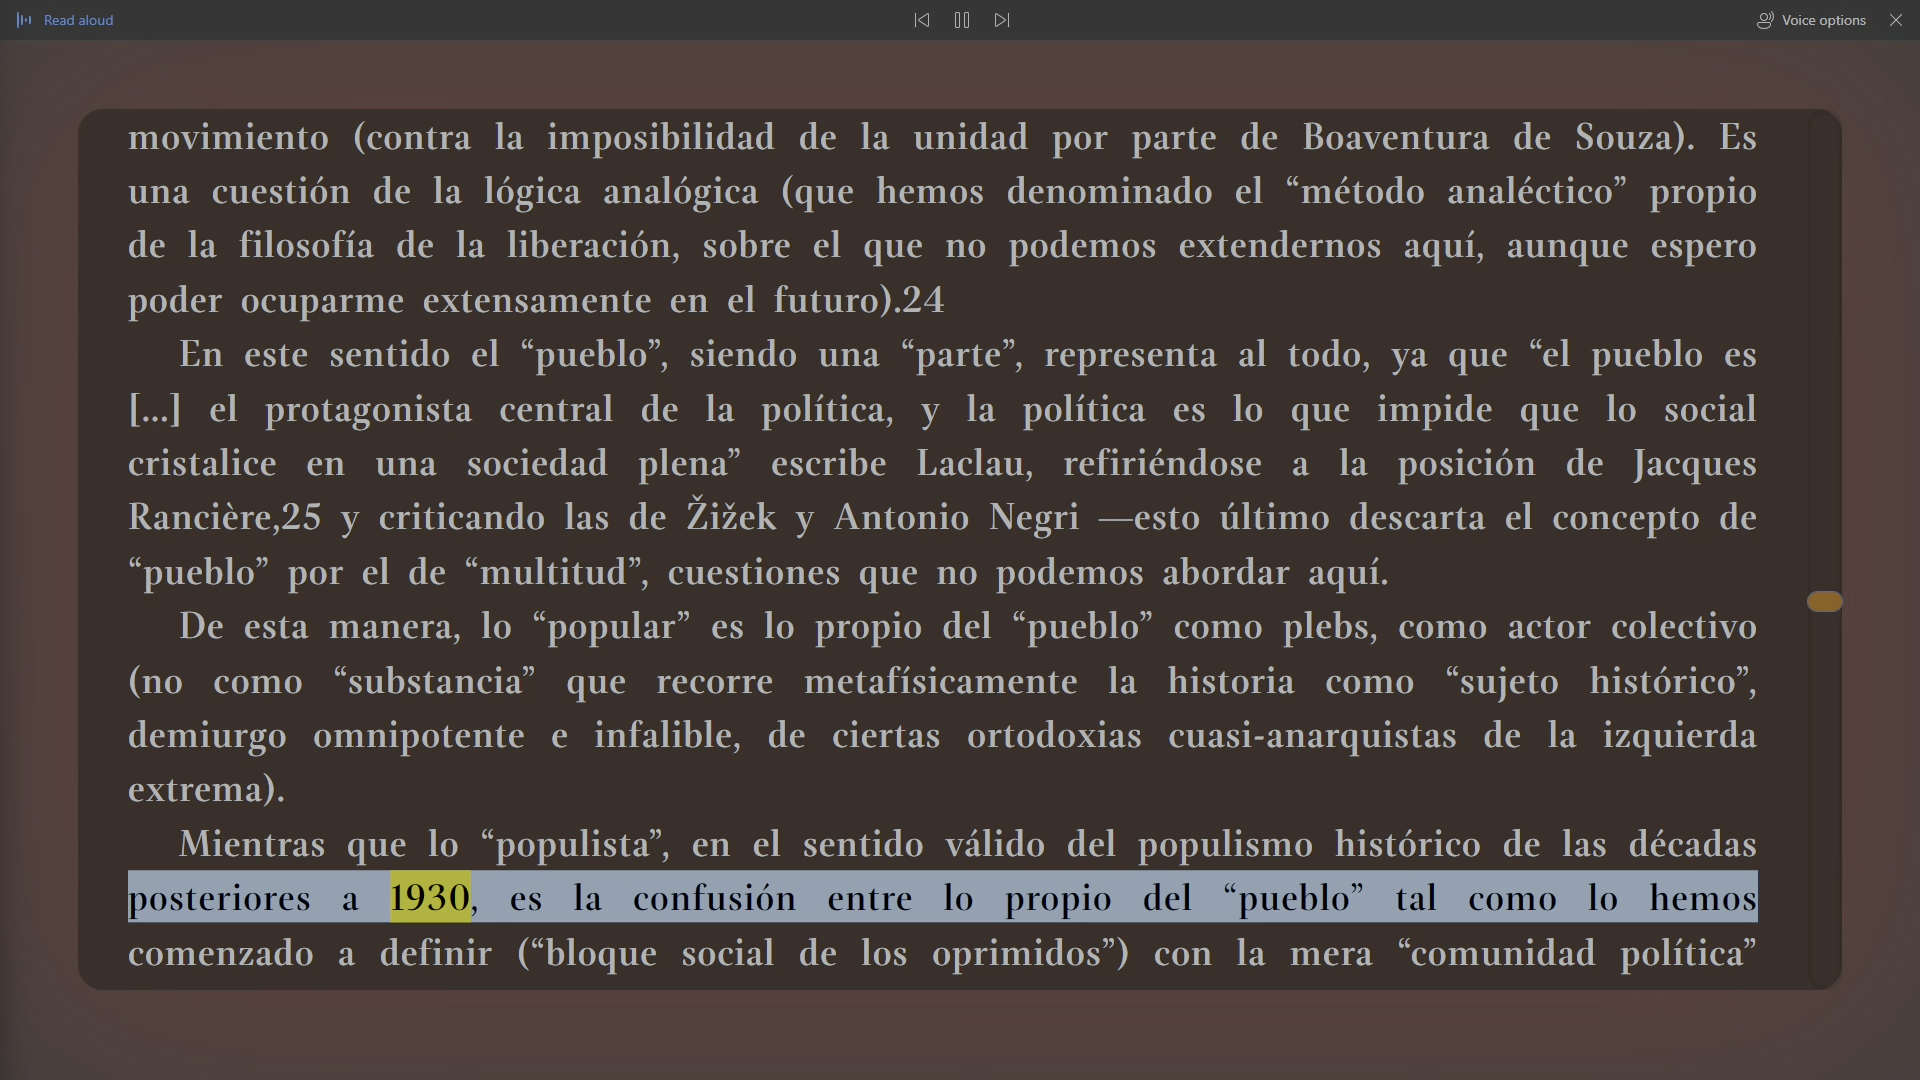 Read aloud
Voice options
movimiento (contra la imposibilidad de la unidad por parte de Boaventura de Souza). Es
una cuestión de la lógica analógica (que hemos denominado el “método analéctico” propio
de la filosofía de la liberación, sobre el que no podemos extendernos aquí, aunque espero
poder ocuparme extensamente en el futuro).24
En este sentido el “pueblo”, siendo una “parte”, representa al todo, ya que “el pueblo es
[...] el protagonista central de la política, y la política es lo que impide que lo social
cristalice en una sociedad plena” escribe Laclau, refiriéndose a la posición de Jacques
Rancière,25 y criticando las de Žižek y Antonio Negri —esto último descarta el concepto de
“pueblo” por el de “multitud”, cuestiones que no podemos abordar aquí.
De esta manera, lo “popular” es lo propio del “pueblo” como plebs, como actor colectivo
(no como “substancia” que recorre metafísicamente la historia como “sujeto histórico”,
demiurgo omnipotente e infalible, de ciertas ortodoxias cuasi-anarquistas de la izquierda
extrema).
Mientras que lo “populista”, en el sentido válido del populismo histórico de las décadas
posteriores a 1930, es la confusión entre lo propio del “pueblo” tal como lo hemos
comenzado a definir (“bloque social de los oprimidos”) con la mera “comunidad política”